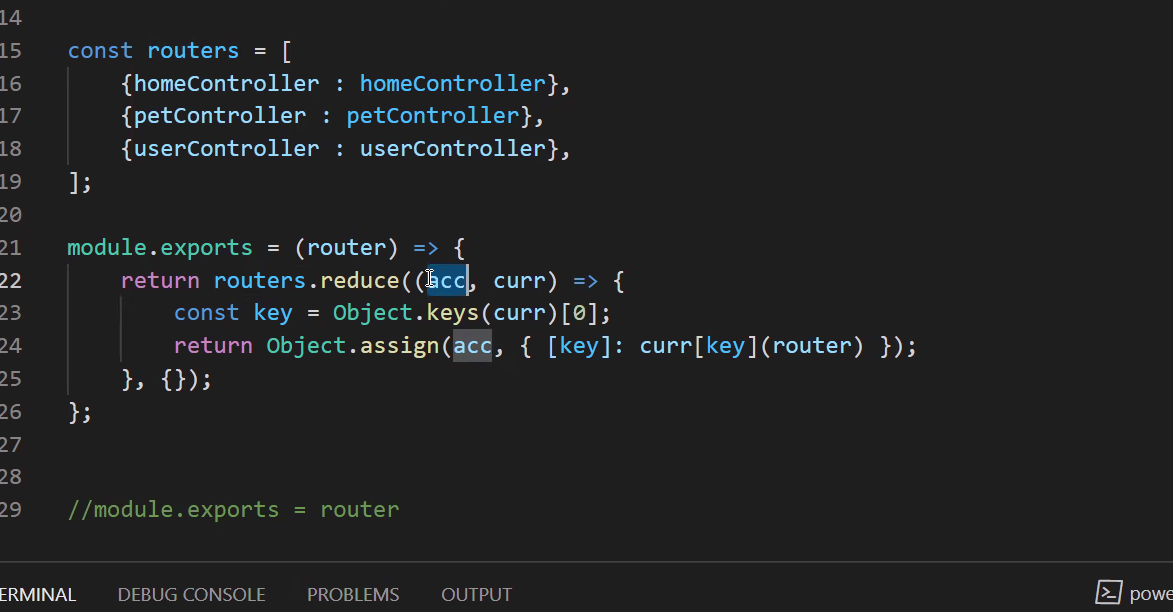 14
15 const routers = [
16 {homeController : homeController},
17 {petController : petController},
18 {userController : userController},
19 ];
20
21 module.exports = (router) => {
22 return routers.reduce((acc, curr) => {
23 const key = Object.keys(curr)[0];
24 return Object.assign(acc, { [key]: curr[key](router) });
25 }, {});
26 };
27
28
29 //module.exports = router
ERMINAL DEBUG CONSOLE PROBLEMS OUTPUT powe